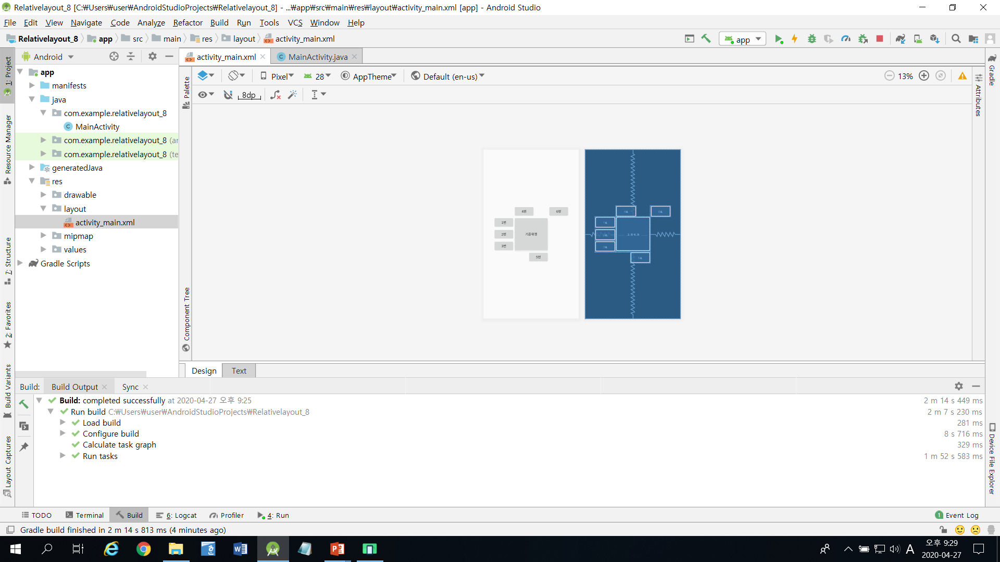 Relativelayout_8 [C:₩Users₩user₩AndroidStudioProjects₩Relativelayout_8] - ...₩app₩src₩main₩res₩layout₩activity_main.xml [app] - Android Studio
File Edit View Navigate Code Analyze Refactor Build Run Tools VCS Window Help
Relativelayout_8 app src main res layout activity_main.xml app
Android activity_main.xml MainActivity.java
1: Project
Resource Manager
7: Structure
2: Favorites
Build Variants
Layout Captures
app
manifests
java
com.example.relativelayout_8
MainActivity
com.example.relativelayout_8 (ar
com.example.relativelayout_8 (te
generatedJava
res
drawable
layout
activity_main.xml
mipmap
values
Gradle Scripts
Palette
Component Tree
Pixel 28 AppTheme Default (en-us) 13%
8dp
4번 6번
1번
2번 기준위젯
3번
5번
Attributes
Gradle
Device File Explorer
Design Text
Build: Build Output Sync
Build: completed successfully at 2020-04-27 오후 9:25 2 m 14 s 449 ms
Run build C:₩Users₩user₩AndroidStudioProjects₩Relativelayout_8 2 m 7 s 230 ms
Load build 281 ms
Configure build 8 s 716 ms
Calculate task graph 329 ms
Run tasks 1 m 52 s 583 ms
TODO Terminal Build 6: Logcat Profiler 4: Run 1 Event Log
Gradle build finished in 2 m 14 s 813 ms (4 minutes ago)
A 오후 9:29
2020-04-27